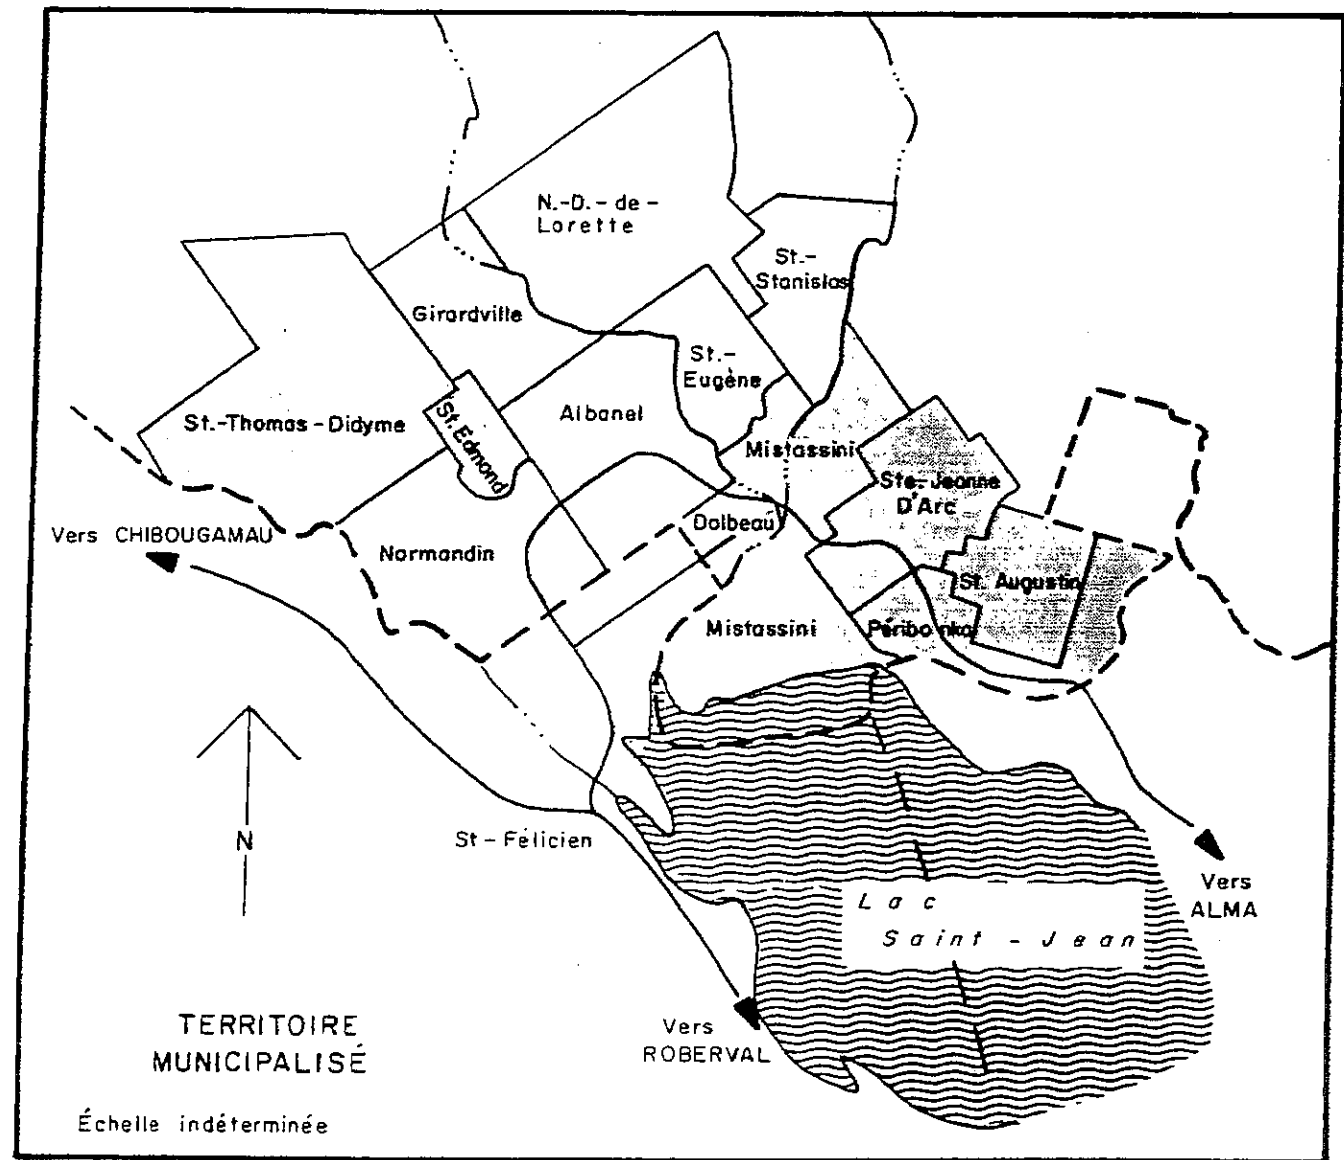 N.-D.-de-
Lorette
St.-
Stanislas
Girardville
St.-
Eugène
St.-Thomas-Didyme
St. Edmond
Albanel
Mistassini
Ste-Jeanne
D'Arc
Dolbeau
Vers CHIBOUGAMAU
Normandin
St. Augustin
Mistassini
Péribonka
N
St-Félicien
Vers
ALMA
Lac
Saint-Jean
TERRITOIRE
MUNICIPALISÉ
Vers
ROBERVAL
Échelle indéterminée